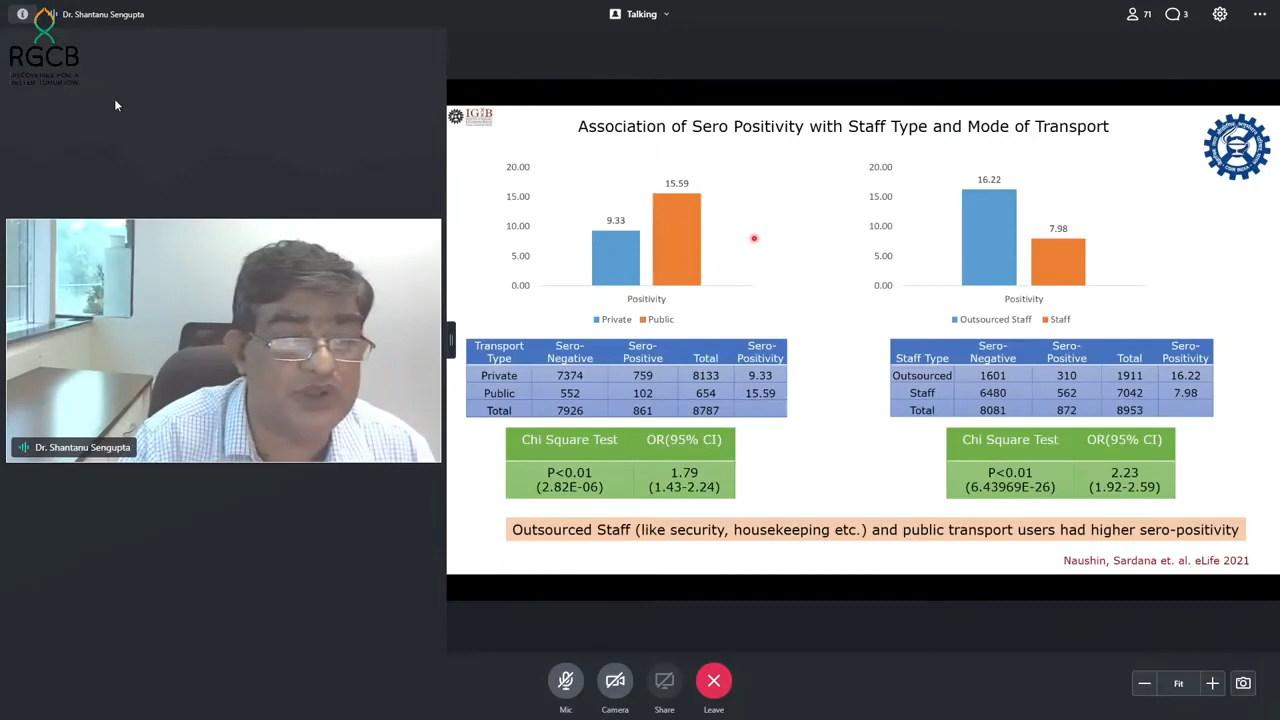 Dr. Shantanu Sengupta
Talking
71
3
RGCB
DISCOVERIES FOR A
BETTER TOMORROW
IGIB
Association of Sero Positivity with Staff Type and Mode of Transport
20.00
15.00
10.00
5.00
0.00
9.33
15.59
Positivity
Private Public
20.00
15.00
10.00
5.00
0.00
16.22
7.98
Positivity
Outsourced Staff Staff
Transport Type Sero-Negative Sero-Positive Total Sero-Positivity
Private 7374 759 8133 9.33
Public 552 102 654 15.59
Total 7926 861 8787
Staff Type Sero-Negative Sero-Positive Total Sero-Positivity
Outsourced 1601 310 1911 16.22
Staff 6480 562 7042 7.98
Total 8081 872 8953
Chi Square Test OR(95% CI)
P<0.01 1.79
(2.82E-06) (1.43-2.24)
Chi Square Test OR(95% CI)
P<0.01 2.23
(6.43969E-26) (1.92-2.59)
Outsourced Staff (like security, housekeeping etc.) and public transport users had higher sero-positivity
Naushin, Sardana et. al. eLife 2021
Dr. Shantanu Sengupta
Mic
Camera
Share
Leave
Fit